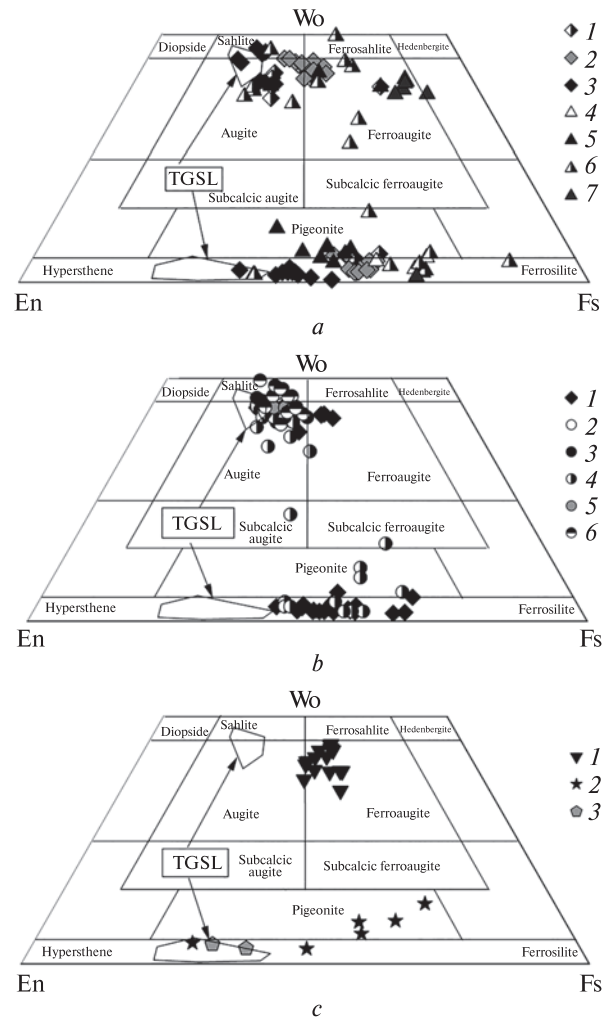 Wo
Diopside Sahlite Ferrosahlite Hedenbergite
Augite Ferroaugite
TGSL
Subcalcic augite Subcalcic ferroaugite
Pigeonite
Hypersthene Ferrosilite
En Fs
1
2
3
4
5
6
7
a
Wo
Diopside Sahlite Ferrosahlite Hedenbergite
Augite Ferroaugite
TGSL
Subcalcic
augite
Subcalcic ferroaugite
Pigeonite
Hypersthene Ferrosilite
En Fs
1
2
3
4
5
6
b
Wo
Diopside Sahlite Ferrosahlite Hedenbergite
Augite Ferroaugite
TGSL
Subcalcic
augite
Subcalcic ferroaugite
Pigeonite
Hypersthene Ferrosilite
En Fs
1
2
3
c